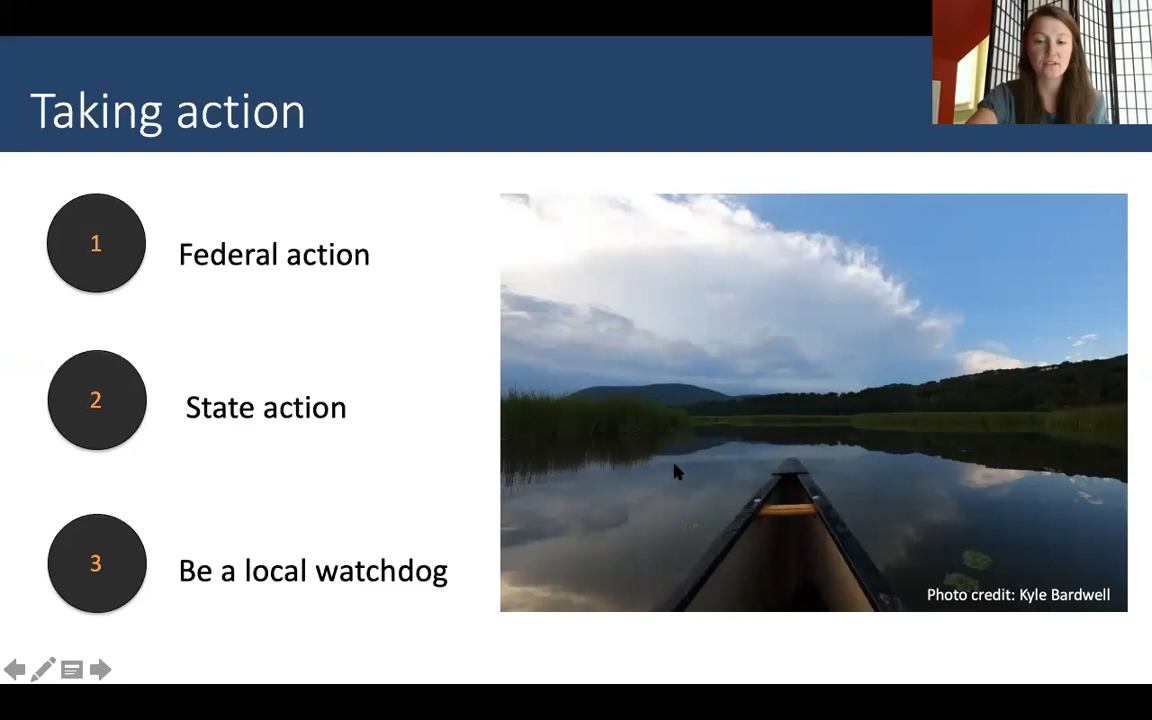 Taking action
1
Federal action
2
State action
3
Be a local watchdog
Photo credit: Kyle Bardwell